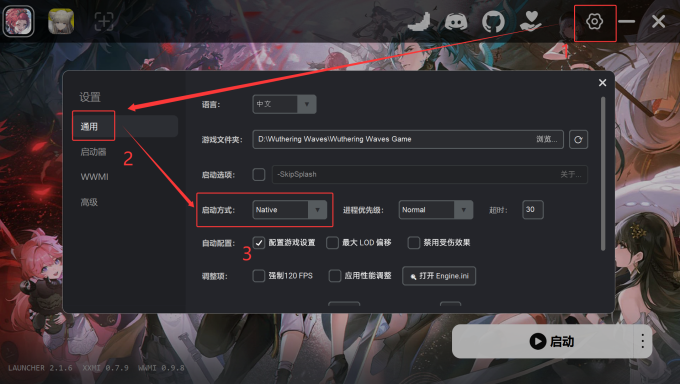 1
设置
通用
2
启动器
WWMI
高级
语言:
中文
游戏文件夹:
D:\Wuthering Waves\Wuthering Waves Game
浏览...
启动选项:
-SkipSplash
关于...
启动方式:
Native
进程优先级:
Normal
超时:
30
3
自动配置:
配置游戏设置
最大 LOD 偏移
禁用受伤效果
调整项:
强制120 FPS
应用性能调整
打开 Engine.ini
启动
LAUNCHER 2.1.6 XXMI 0.7.9 WWMI 0.9.8